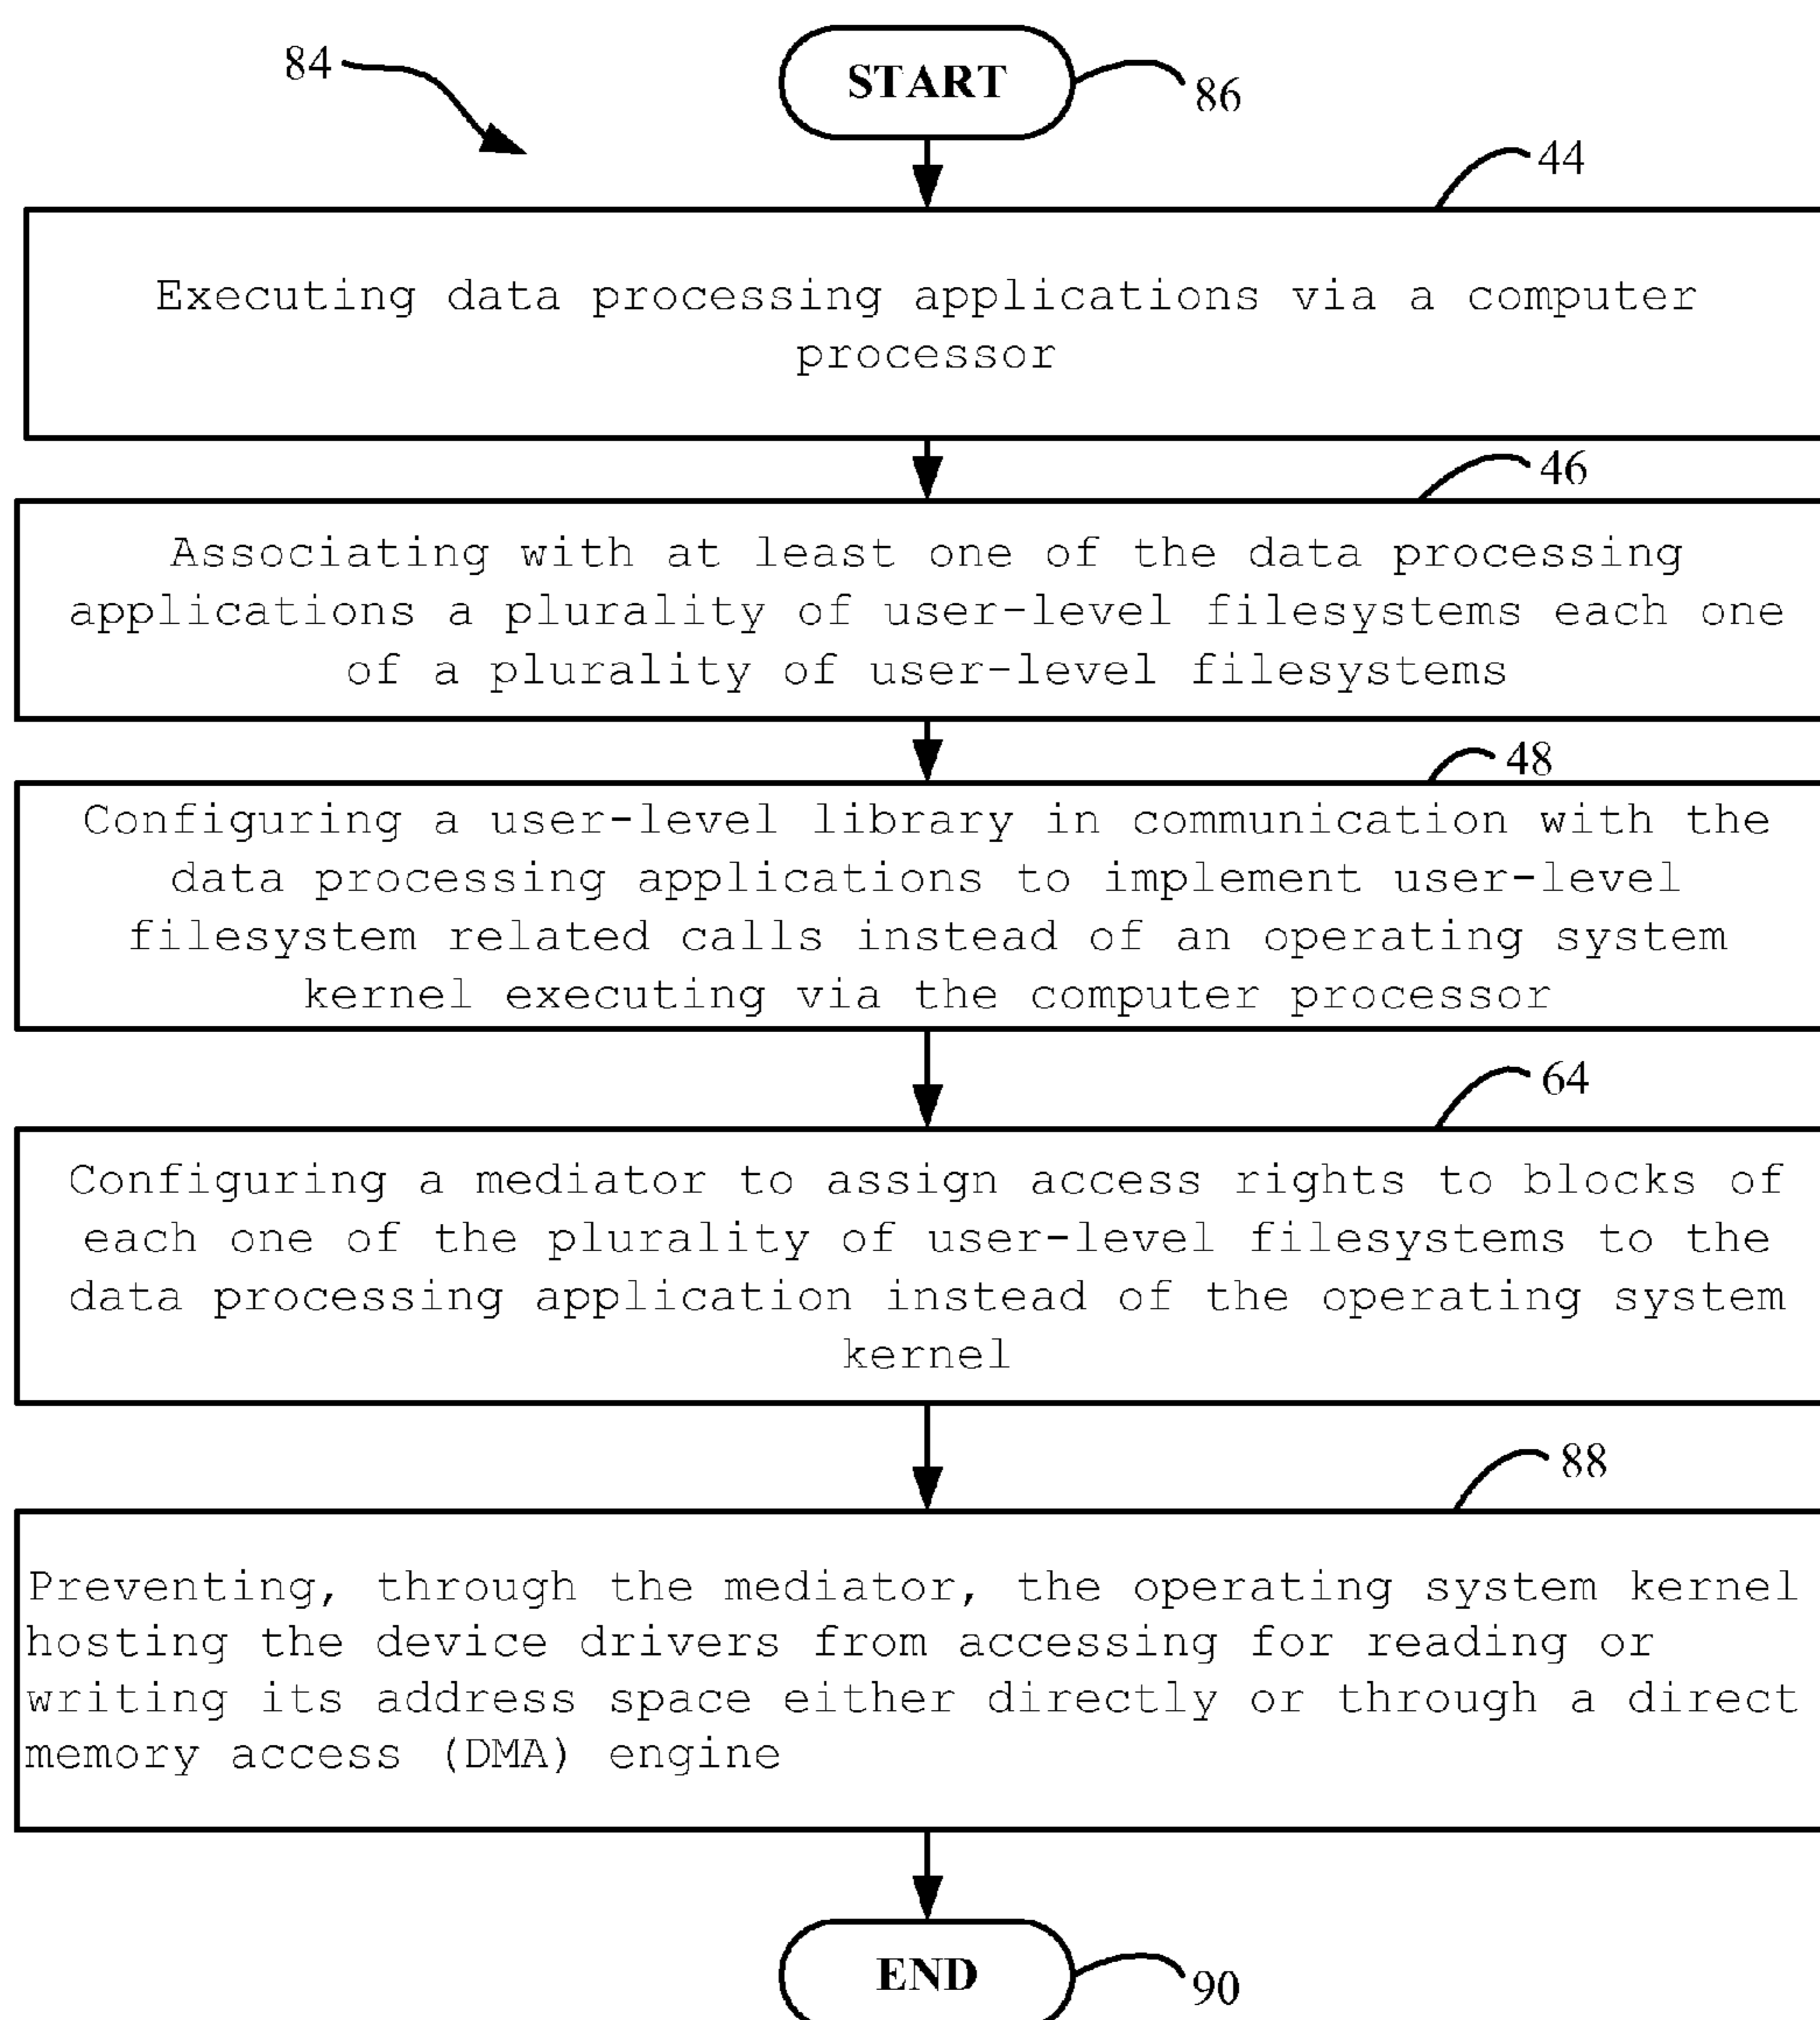 84
START
86
44
Executing data processing applications via a computer
processor
46
Associating with at least one of the data processing
applications a plurality of user-level filesystems each one
of a plurality of user-level filesystems
48
Configuring a user-level library in communication with the
data processing applications to implement user-level
filesystem related calls instead of an operating system
kernel executing via the computer processor
64
Configuring a mediator to assign access rights to blocks of
each one of the plurality of user-level filesystems to the
data processing application instead of the operating system
kernel
88
Preventing, through the mediator, the operating system kernel
hosting the device drivers from accessing for reading or
writing its address space either directly or through a direct
memory access (DMA) engine
END
90